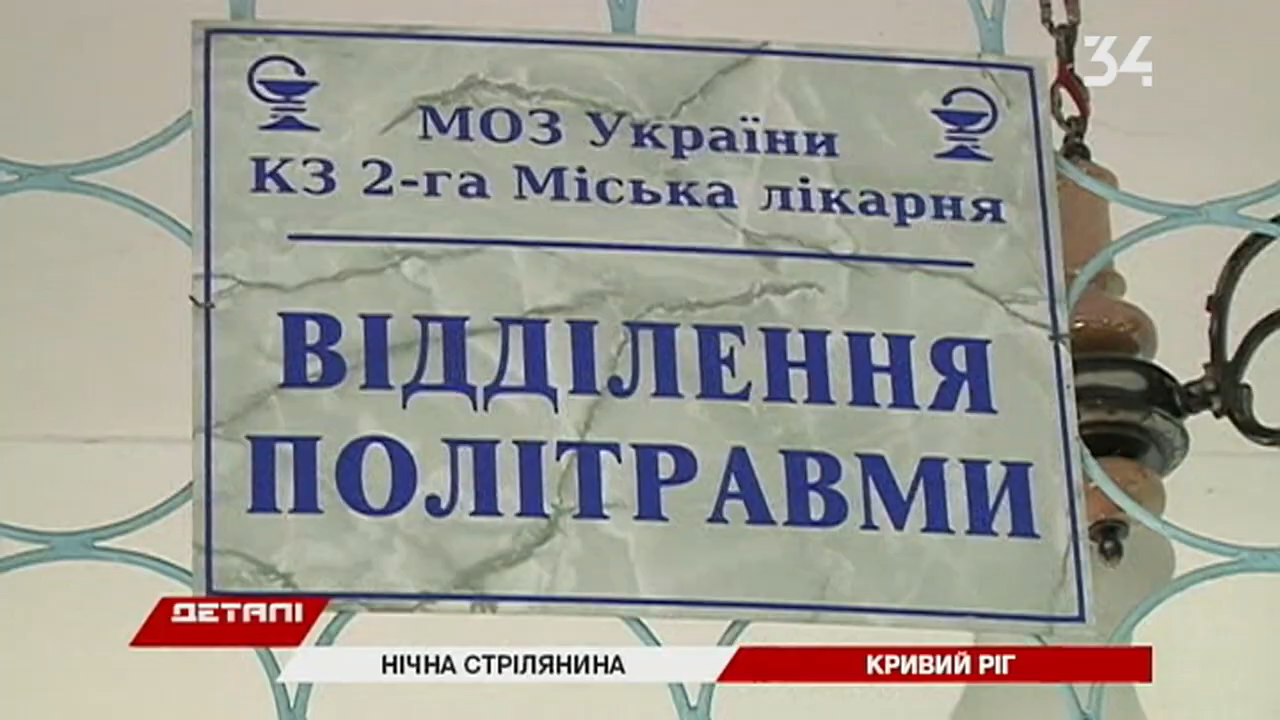 34
МОЗ України
КЗ 2-га Міська лікарня
ВІДДІЛЕННЯ
ПОЛІТРАВМИ
ДЕТАЛІ
НІЧНА СТРІЛЯНИНА
КРИВИЙ РІГ